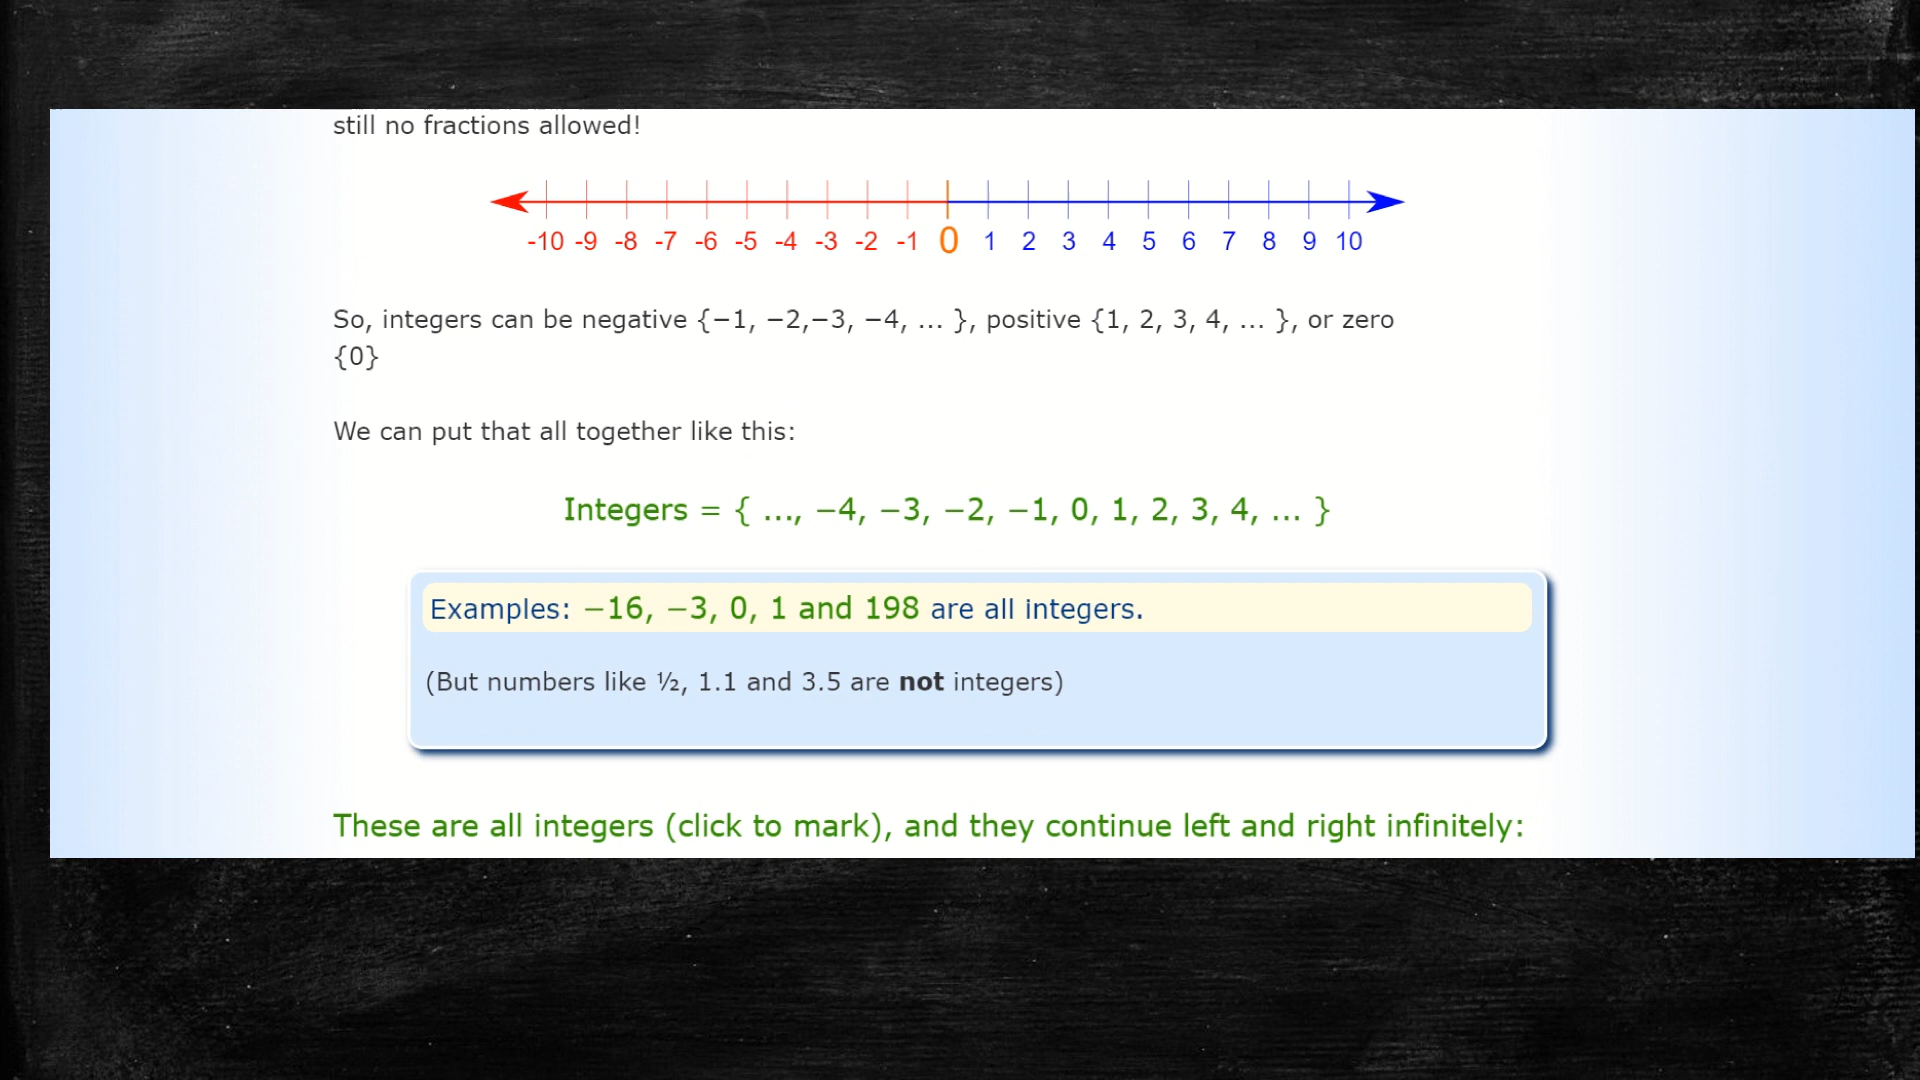 still no fractions allowed!
-10 -9 -8 -7 -6 -5 -4 -3 -2 -1 0 1 2 3 4 5 6 7 8 9 10
So, integers can be negative {−1, −2,−3, −4, ... }, positive {1, 2, 3, 4, ... }, or zero
{0}
We can put that all together like this:
Integers = { ..., −4, −3, −2, −1, 0, 1, 2, 3, 4, ... }
Examples: −16, −3, 0, 1 and 198 are all integers.
(But numbers like ½, 1.1 and 3.5 are not integers)
These are all integers (click to mark), and they continue left and right infinitely: